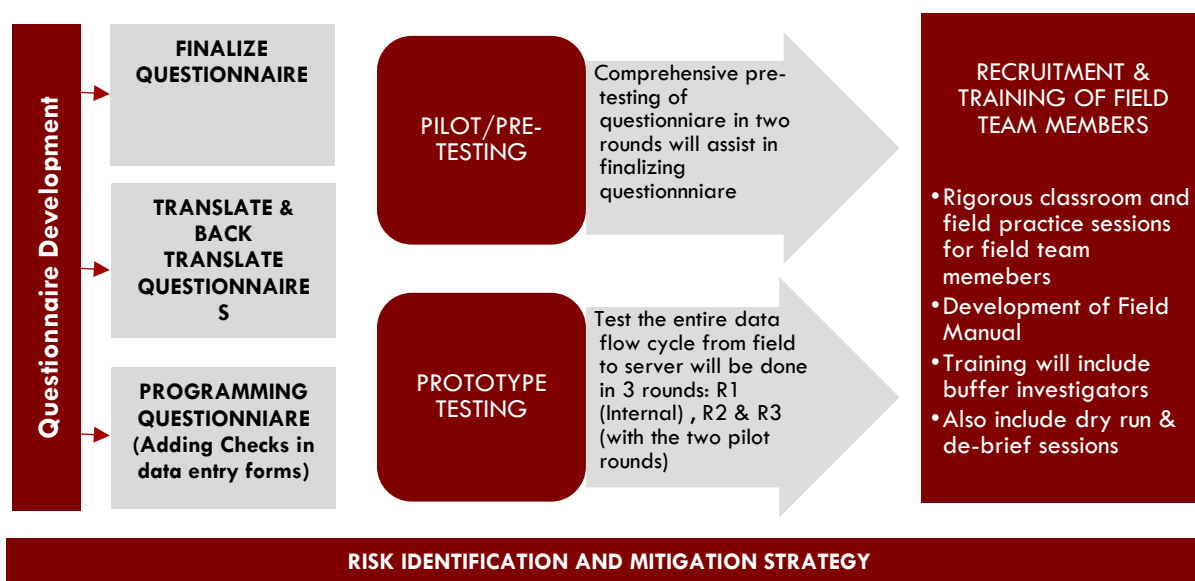 Questionnaire Development
FINALIZE
QUESTIONNAIRE
TRANSLATE &
BACK
TRANSLATE
QUESTIONNAIRE
S
PROGRAMMING
QUESTIONNIARE
(Adding Checks in
data entry forms)
PILOT/PRE-
TESTING
Comprehensive pre-
testing of
questionniare in two
rounds will assist in
finalizing
questionnniare
PROTOTYPE
TESTING
Test the entire data
flow cycle from field
to server will be done
in 3 rounds: R1
(Internal) , R2 & R3
(with the two pilot
rounds)
RECRUITMENT &
TRAINING OF FIELD
TEAM MEMBERS
•Rigorous classroom and
field practice sessions
for field team
memebers
•Development of Field
Manual
•Training will include
buffer investigators
•Also include dry run &
de-brief sessions
RISK IDENTIFICATION AND MITIGATION STRATEGY